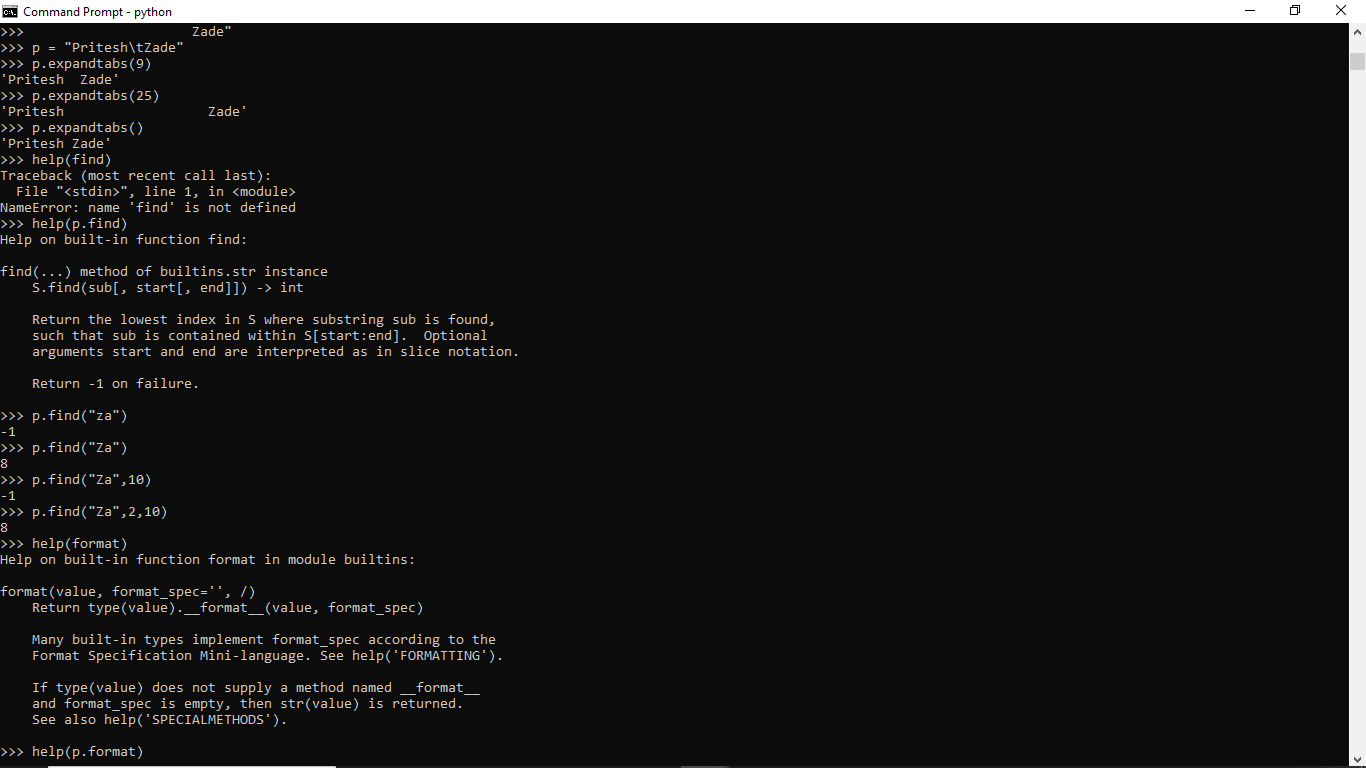 Command Prompt - python
>>>                     Zade"
>>> p = "Pritesh\tZade"
>>> p.expandtabs(9)
'Pritesh  Zade'
>>> p.expandtabs(25)
'Pritesh                  Zade'
>>> p.expandtabs()
'Pritesh Zade'
>>> help(find)
Traceback (most recent call last):
  File "<stdin>", line 1, in <module>
NameError: name 'find' is not defined
>>> help(p.find)
Help on built-in function find:

find(...) method of builtins.str instance
    S.find(sub[, start[, end]]) -> int

    Return the lowest index in S where substring sub is found,
    such that sub is contained within S[start:end].  Optional
    arguments start and end are interpreted as in slice notation.

    Return -1 on failure.

>>> p.find("za")
-1
>>> p.find("Za")
8
>>> p.find("Za",10)
-1
>>> p.find("Za",2,10)
8
>>> help(format)
Help on built-in function format in module builtins:

format(value, format_spec='', /)
    Return type(value).__format__(value, format_spec)

    Many built-in types implement format_spec according to the
    Format Specification Mini-language. See help('FORMATTING').

    If type(value) does not supply a method named __format__
    and format_spec is empty, then str(value) is returned.
    See also help('SPECIALMETHODS').

>>> help(p.format)